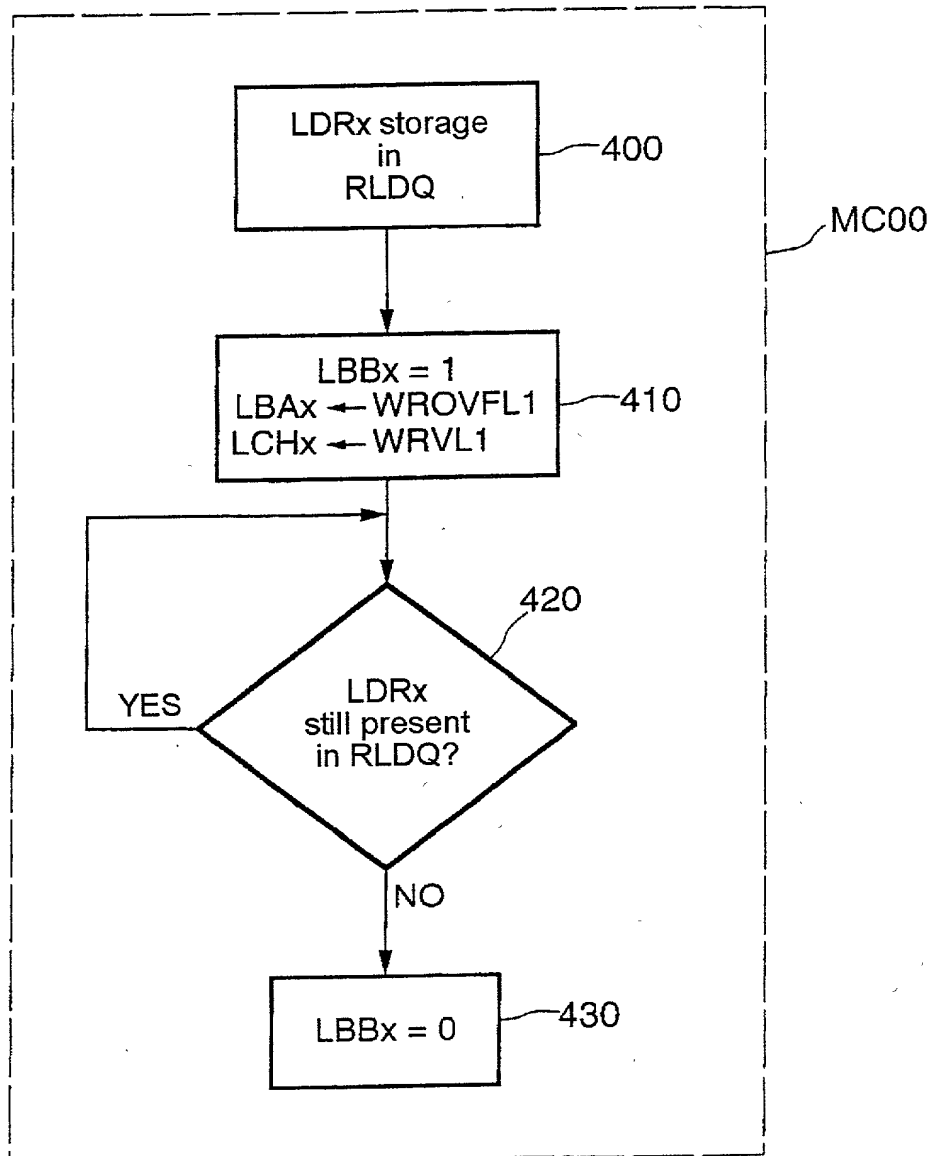 LDRx storage
in
RLDQ
400
MC00
LBBx = 1
LBAx ← WROVFL1
LCHx ← WRVL1
410
420
LDRx
still present
in RLDQ?
YES
NO
LBBx = 0
430